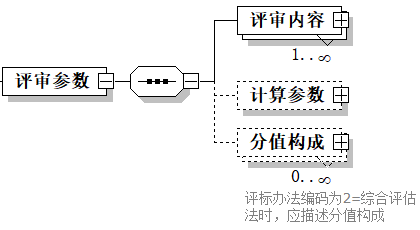 评审内容
1..∞
评审参数
计算参数
分值构成
0..∞
评标办法编码为2=综合评估
法时，应描述分值构成